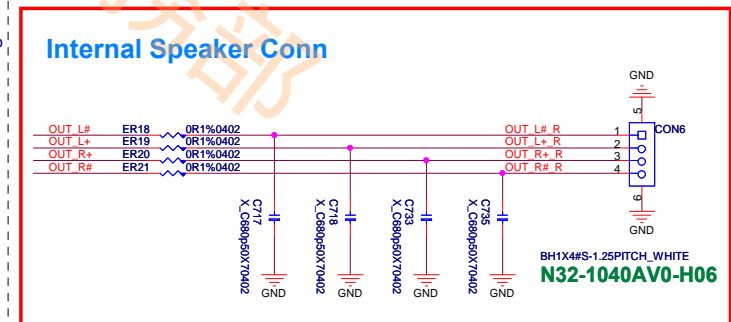 Internal Speaker Conn
GND
5
OUT_L# ER18 0R1%0402 OUT_L#_R 1 CON6
OUT_L+ ER19 0R1%0402 OUT_L+_R 2
OUT_R+ ER20 0R1%0402 OUT_R+_R 3
OUT_R# ER21 0R1%0402 OUT_R#_R 4
6
GND
C717
X_C680p50X70402
C718
X_C680p50X70402
C733
X_C680p50X70402
C735
X_C680p50X70402
GND GND GND GND
BH1X4#S-1.25PITCH_WHITE
N32-1040AV0-H06
部